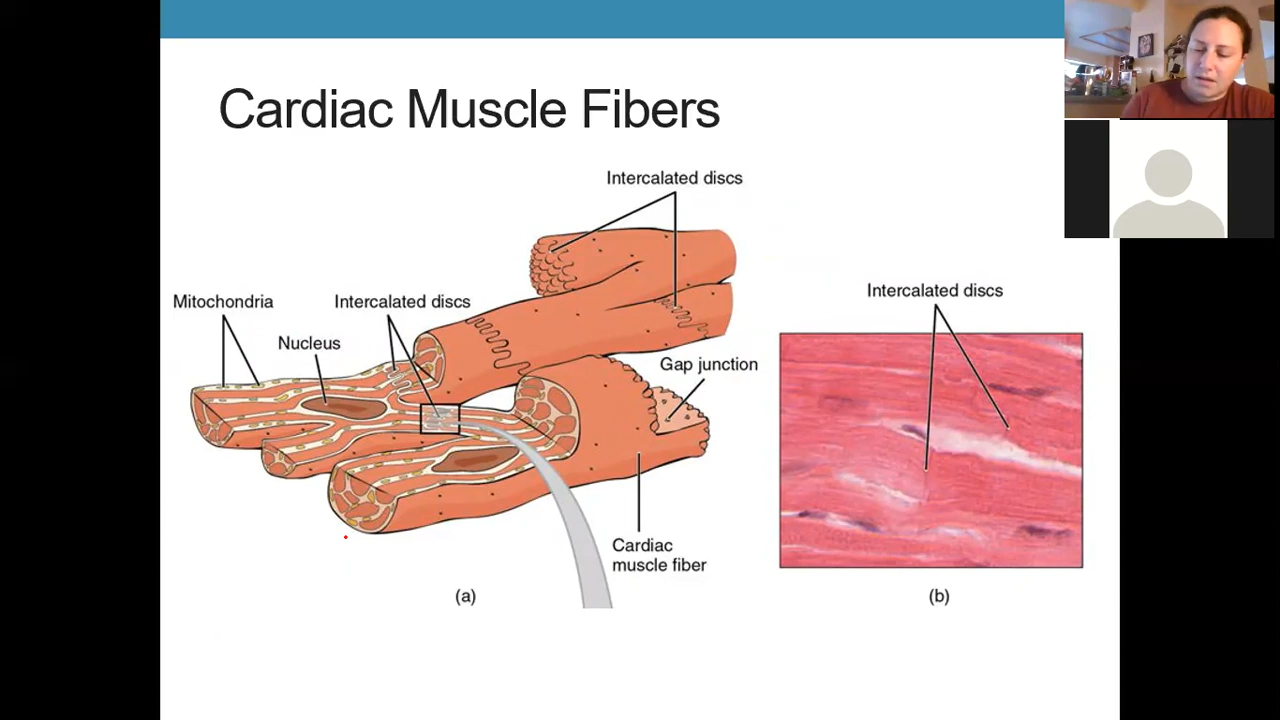 Cardiac Muscle Fibers
Intercalated discs
Mitochondria
Intercalated discs
Nucleus
Gap junction
Cardiac
muscle fiber
(a)
Intercalated discs
(b)